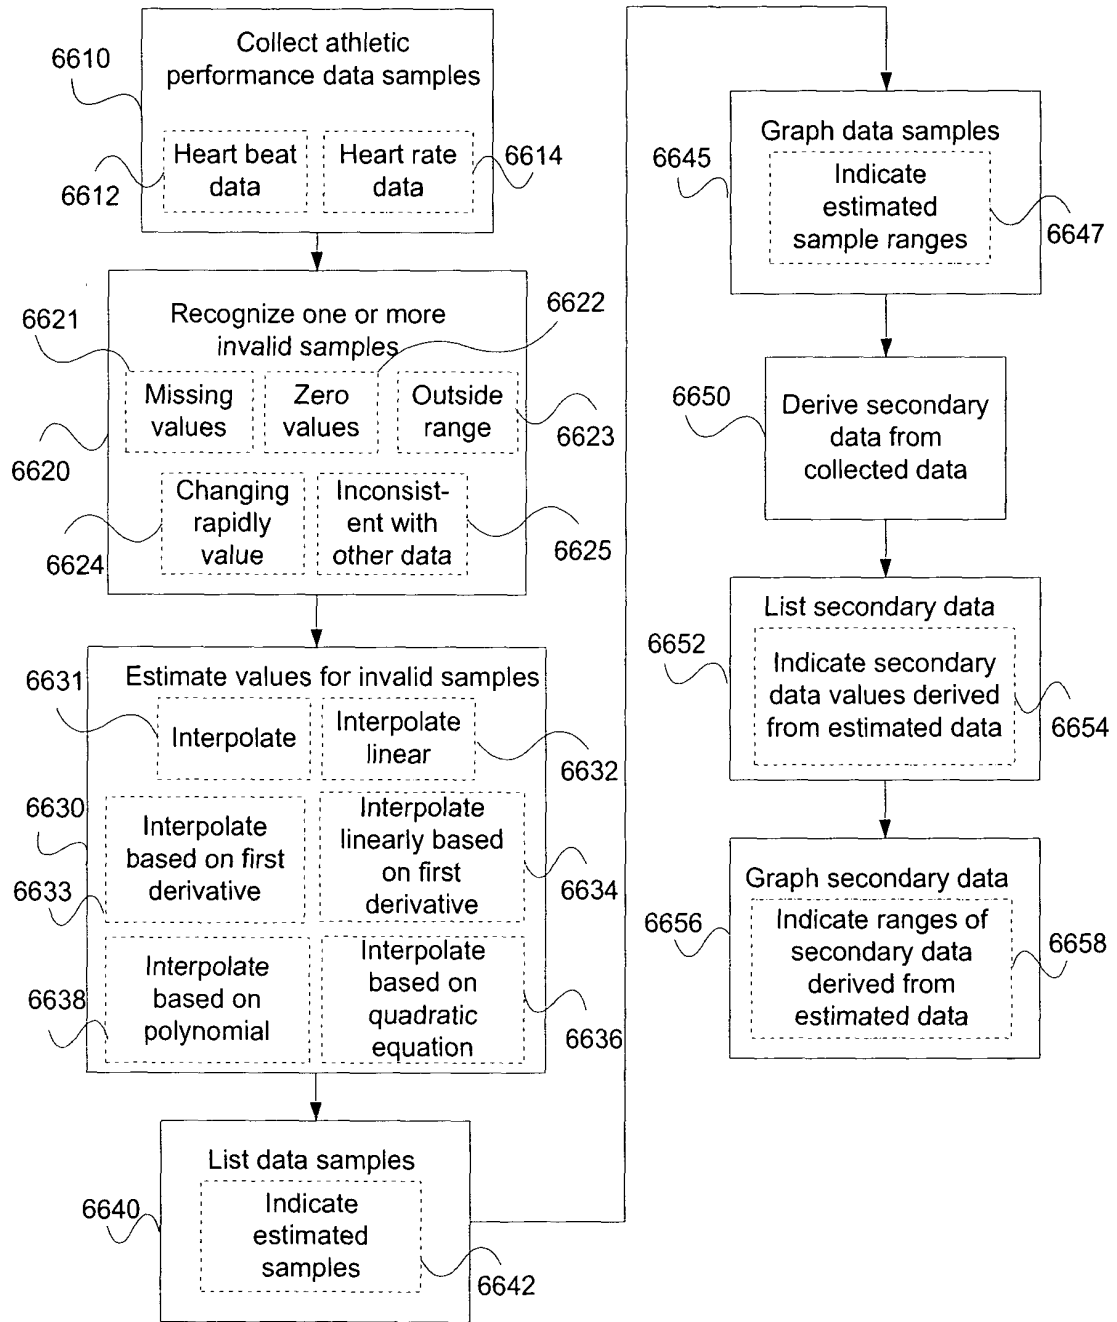 Collect athletic
performance data samples
6610
Heart beat
data
Heart rate
data
6612
6614
Recognize one or more
invalid samples
6621
6622
Missing
values
Zero
values
Outside
range
6620
6623
Changing
rapidly
value
Inconsist-
ent with
other data
6624
6625
Estimate values for invalid samples
6631
Interpolate
Interpolate
linear
6632
6630
Interpolate
based on first
derivative
Interpolate
linearly based
on first
derivative
6633
6634
Interpolate
based on
polynomial
Interpolate
based on
quadratic
equation
6638
6636
List data samples
6640
Indicate
estimated
samples
6642
Graph data samples
6645
Indicate
estimated
sample ranges
6647
6650
Derive secondary
data from
collected data
List secondary data
6652
Indicate secondary
data values derived
from estimated data
6654
Graph secondary data
6656
Indicate ranges of
secondary data
derived from
estimated data
6658